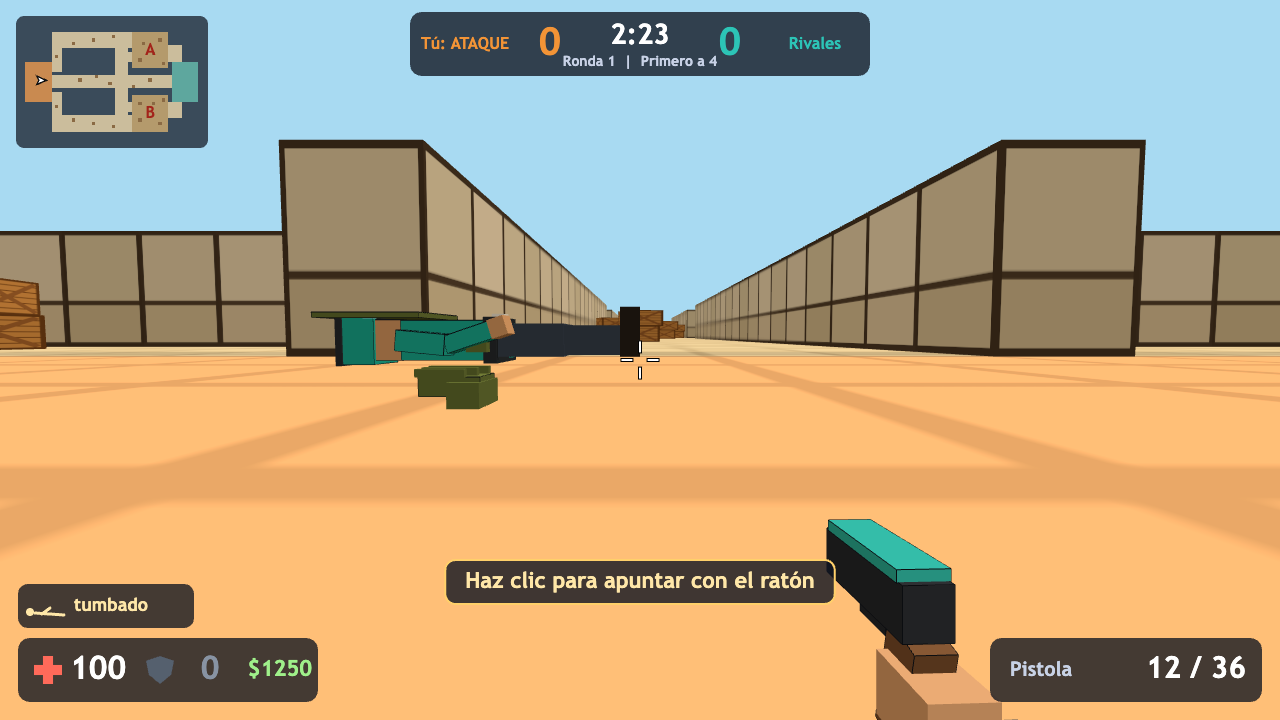 A
B
Tú: ATAQUE 0 2:23 0 Rivales
Ronda 1 | Primero a 4
Haz clic para apuntar con el ratón
tumbado
100 0 $1250
Pistola 12 / 36